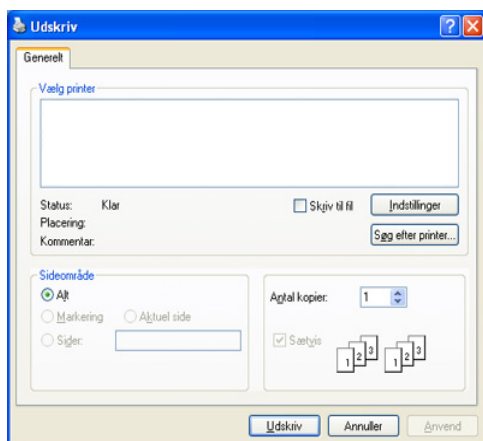 Udskriv
Generelt
Vælg printer
Status: Klar
Placering:
Kommentar:
Skriv til fil
Indstillinger
Søg efter printer...
Sideområde
Alt
Markering Aktuel side
Sider:
Antal kopier: 1
Sætvis
1 2 3 1 2 3
Udskriv Annuller Anvend